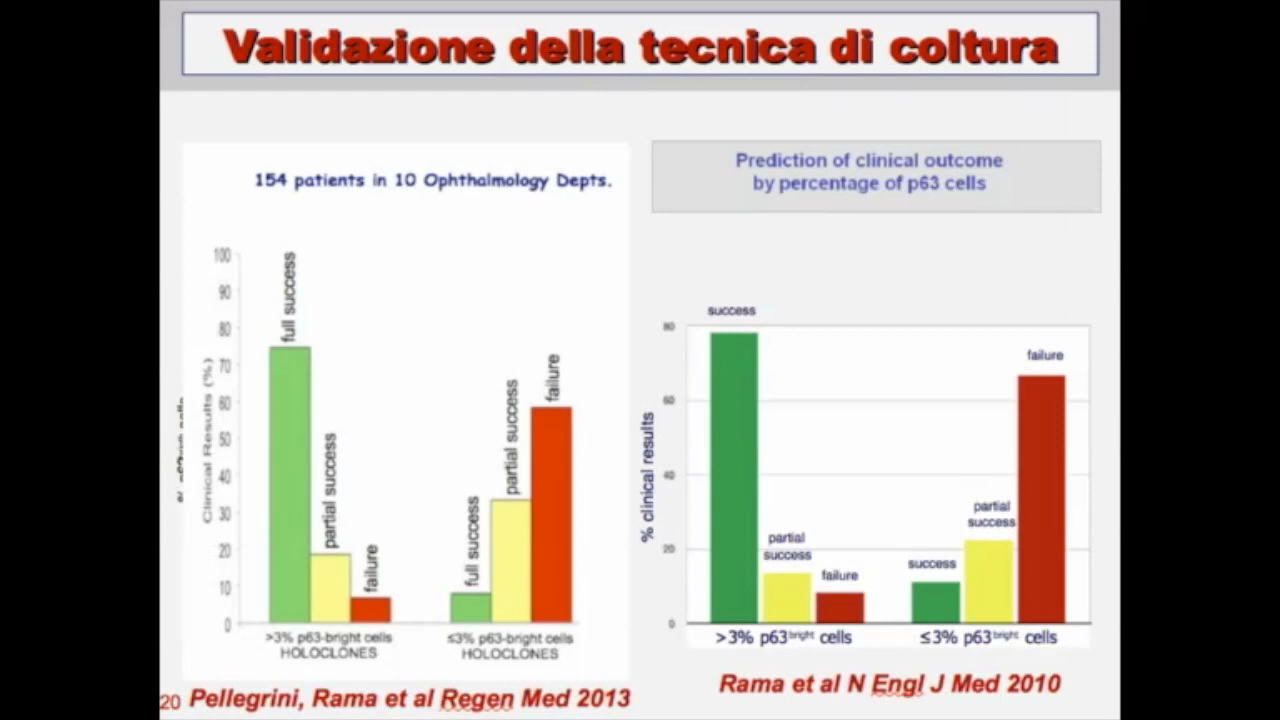 Validazione della tecnica di coltura
154 patients in 10 Ophthalmology Depts.
Clinical Results (%)
100
90
80
70
60
50
40
30
20
10
0
full success
partial success
failure
full success
partial success
failure
>3% p63-bright cells
HOLOCLONES
≤3% p63-bright cells
HOLOCLONES
20
Pellegrini, Rama et al Regen Med 2013
Prediction of clinical outcome
by percentage of p63 cells
% clinical results
80
60
40
20
0
success
partial
success
failure
success
partial
success
failure
>3% p63bright cells
≤3% p63bright cells
Rama et al N Engl J Med 2010